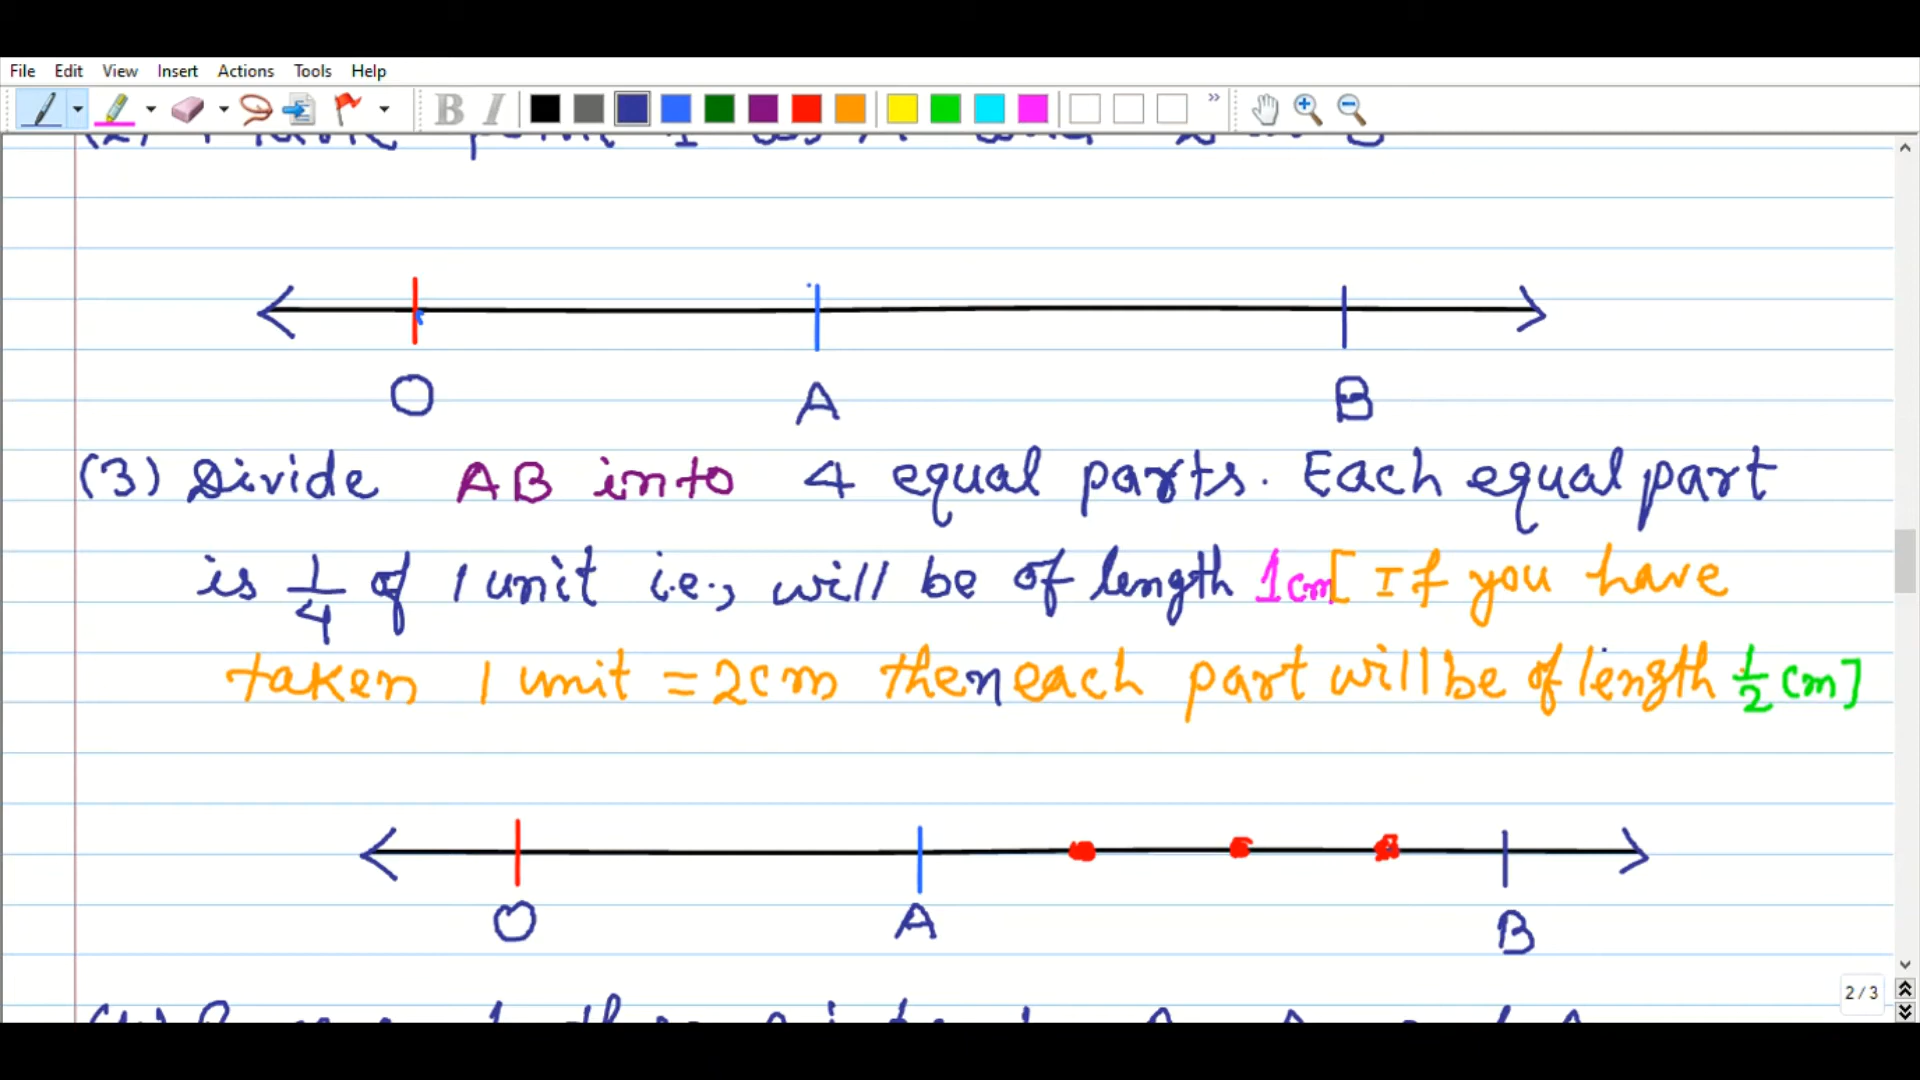 File Edit View Insert Actions Tools Help
B I
O A B
(3) Divide AB into 4 equal parts. Each equal part
is 1/4 of 1 unit i.e., will be of length 1cm [ If you have
taken 1 unit = 2cm then each part will be of length 1/2 cm ]
O A B
2/3